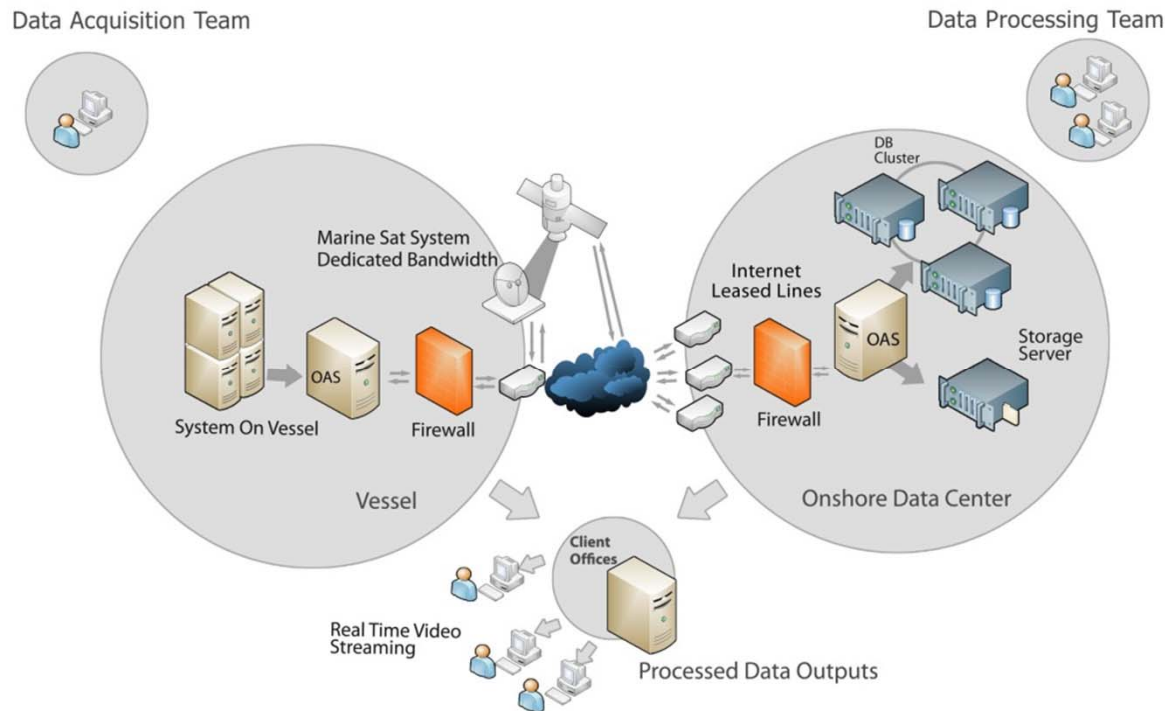 Data Acquisition Team
Data Processing Team
DB
Cluster
Marine Sat System
Dedicated Bandwidth
Internet
Leased Lines
OAS
OAS
Storage
Server
System On Vessel
Firewall
Firewall
Vessel
Onshore Data Center
Client
Offices
Real Time Video
Streaming
Processed Data Outputs